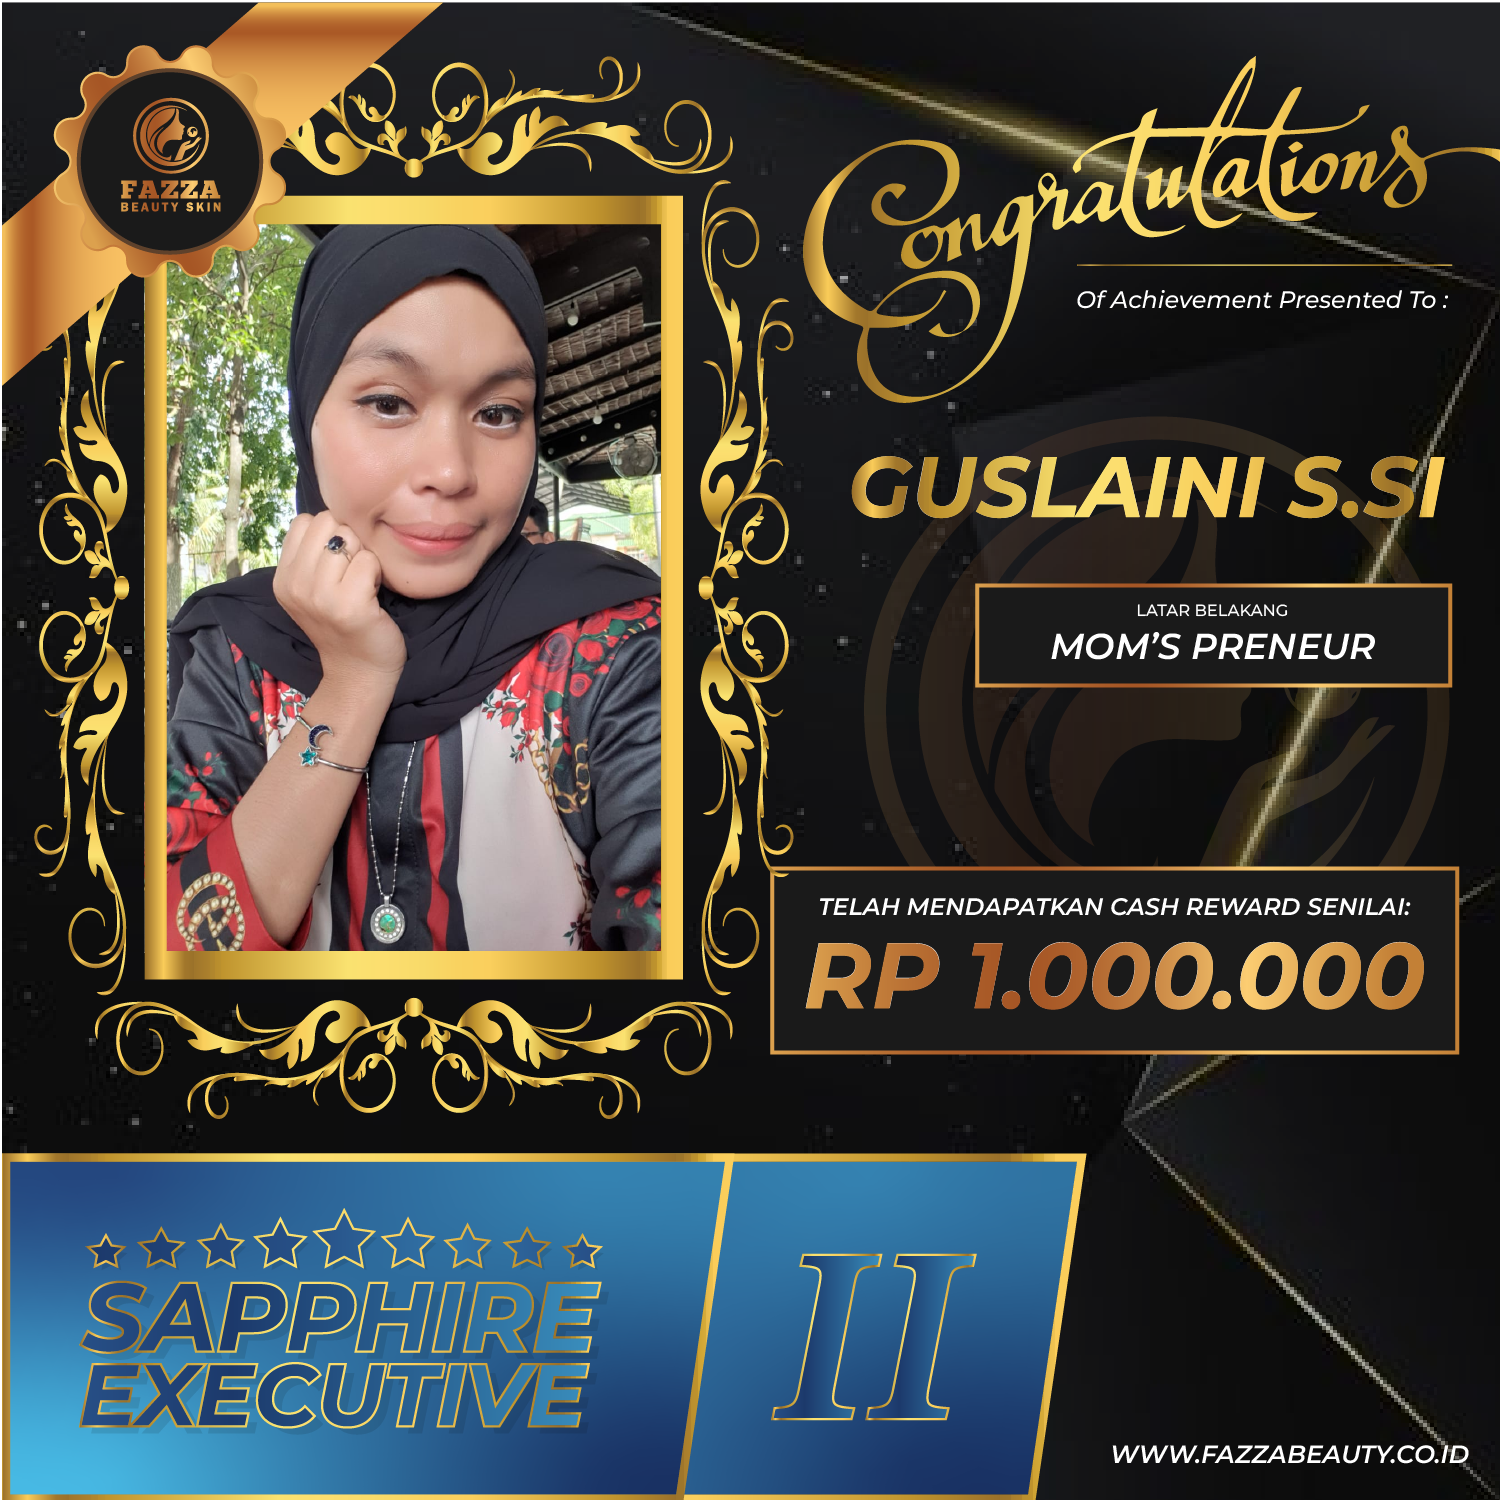 FAZZA
BEAUTY SKIN
Congratulations
Of Achievement Presented To :
GUSLAINI S.SI
LATAR BELAKANG
MOM’S PRENEUR
TELAH MENDAPATKAN CASH REWARD SENILAI:
RP 1.000.000
SAPPHIRE
EXECUTIVE
II
WWW.FAZZABEAUTY.CO.ID